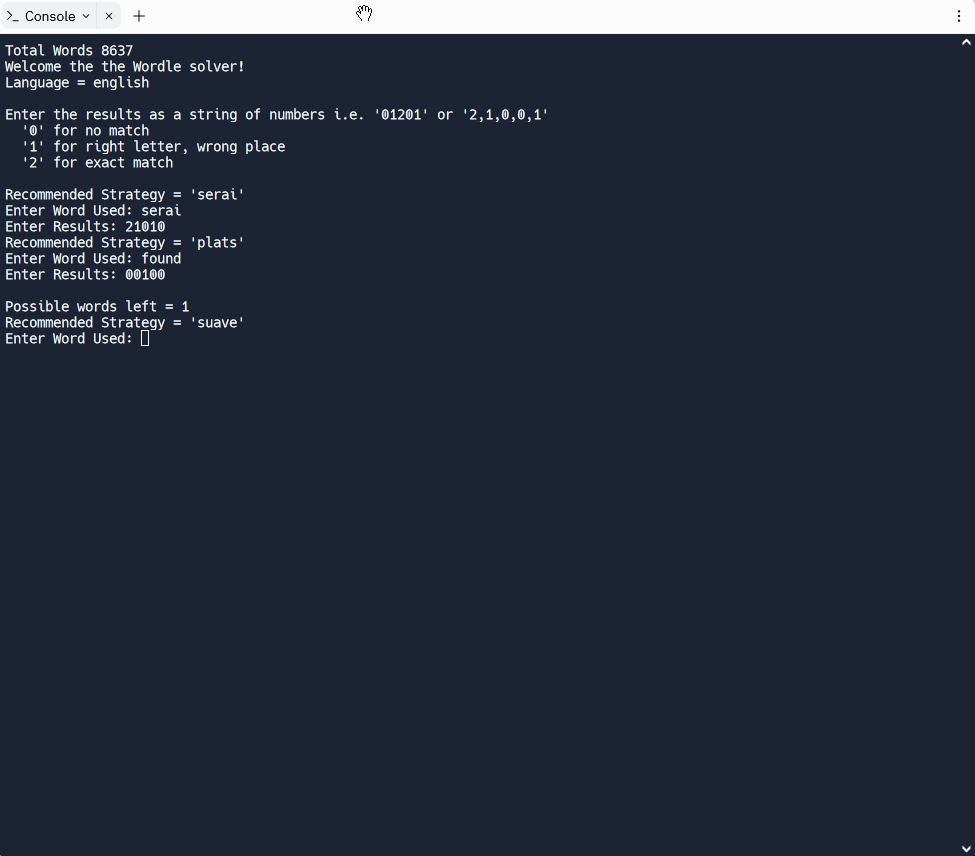 Console
Total Words 8637
Welcome the the Wordle solver!
Language = english
Enter the results as a string of numbers i.e. '01201' or '2,1,0,0,1'
'0' for no match
'1' for right letter, wrong place
'2' for exact match
Recommended Strategy = 'serai'
Enter Word Used: serai
Enter Results: 21010
Recommended Strategy = 'plats'
Enter Word Used: found
Enter Results: 00100
Possible words left = 1
Recommended Strategy = 'suave'
Enter Word Used: